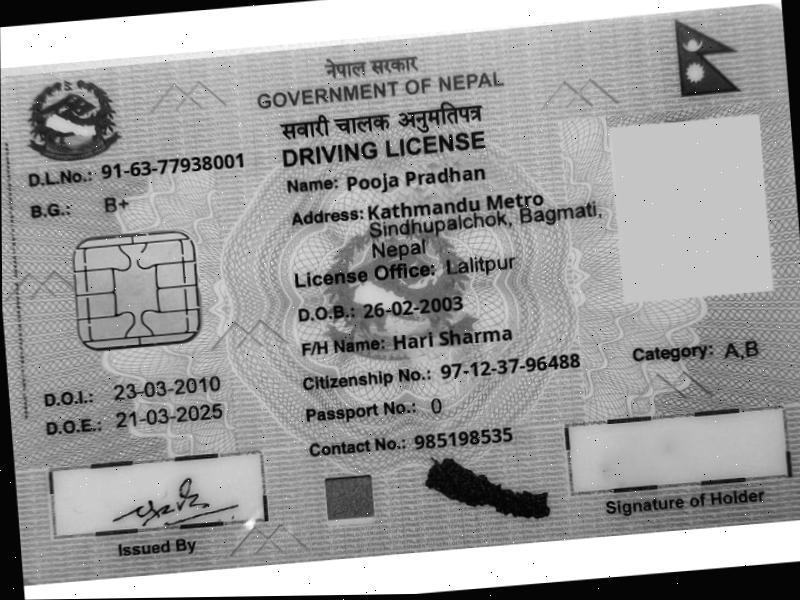 नेपाल सरकार
GOVERNMENT OF NEPAL
सवारी चालक अनुमतिपत्र
DRIVING LICENSE
D.L.No.: 91-63-77938001
B.G.: B+
Name: Pooja Pradhan
Address: Kathmandu Metro
Sindhupalchok, Bagmati,
Nepal
License Office: Lalitpur
D.O.B.: 26-02-2003
F/H Name: Hari Sharma
Citizenship No.: 97-12-37-96488
Category: A,B
D.O.I.: 23-03-2010
D.O.E.: 21-03-2025
Passport No.: 0
Contact No.: 985198535
Issued By
Signature of Holder